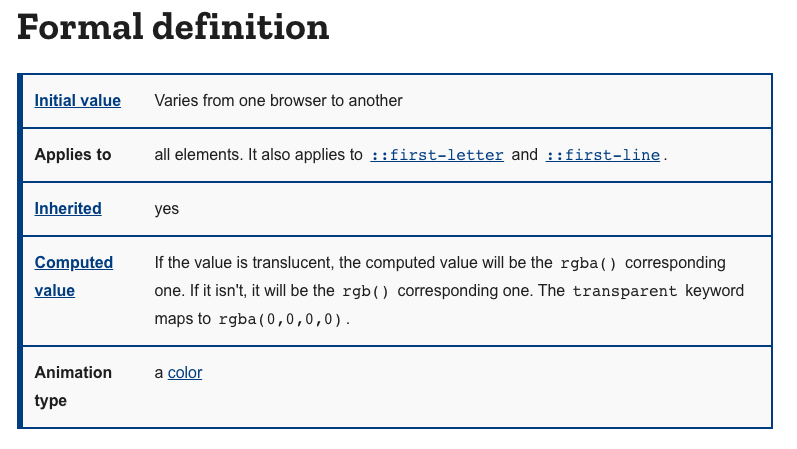 Formal definition
Initial value
Varies from one browser to another
Applies to
all elements. It also applies to ::first-letter and ::first-line.
Inherited
yes
Computed
value
If the value is translucent, the computed value will be the rgba() corresponding
one. If it isn't, it will be the rgb() corresponding one. The transparent keyword
maps to rgba(0,0,0,0).
Animation
type
a color